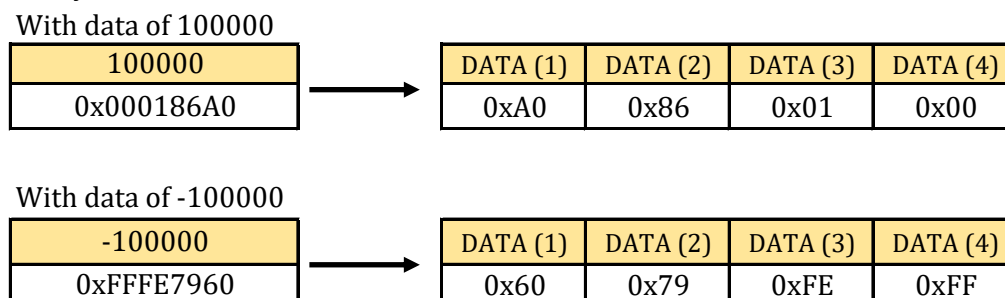 With data of 100000
100000 DATA (1) DATA (2) DATA (3) DATA (4)
0x000186A0 0xA0 0x86 0x01 0x00
With data of -100000
-100000 DATA (1) DATA (2) DATA (3) DATA (4)
0xFFFE7960 0x60 0x79 0xFE 0xFF